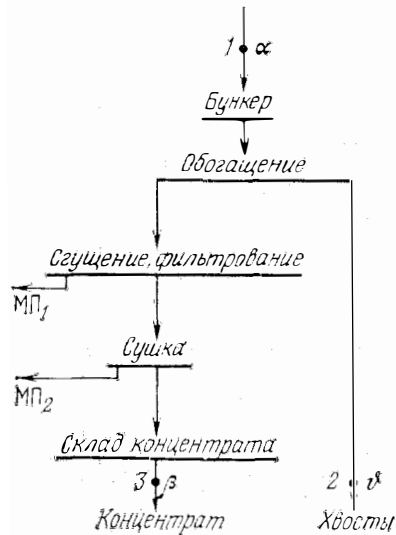 1 α
Бункер
Обогащение
Сгущение, фильтрование
МП1
Сушка
МП2
Склад концентрата
3 β 2 ϑ
Концентрат Хвосты